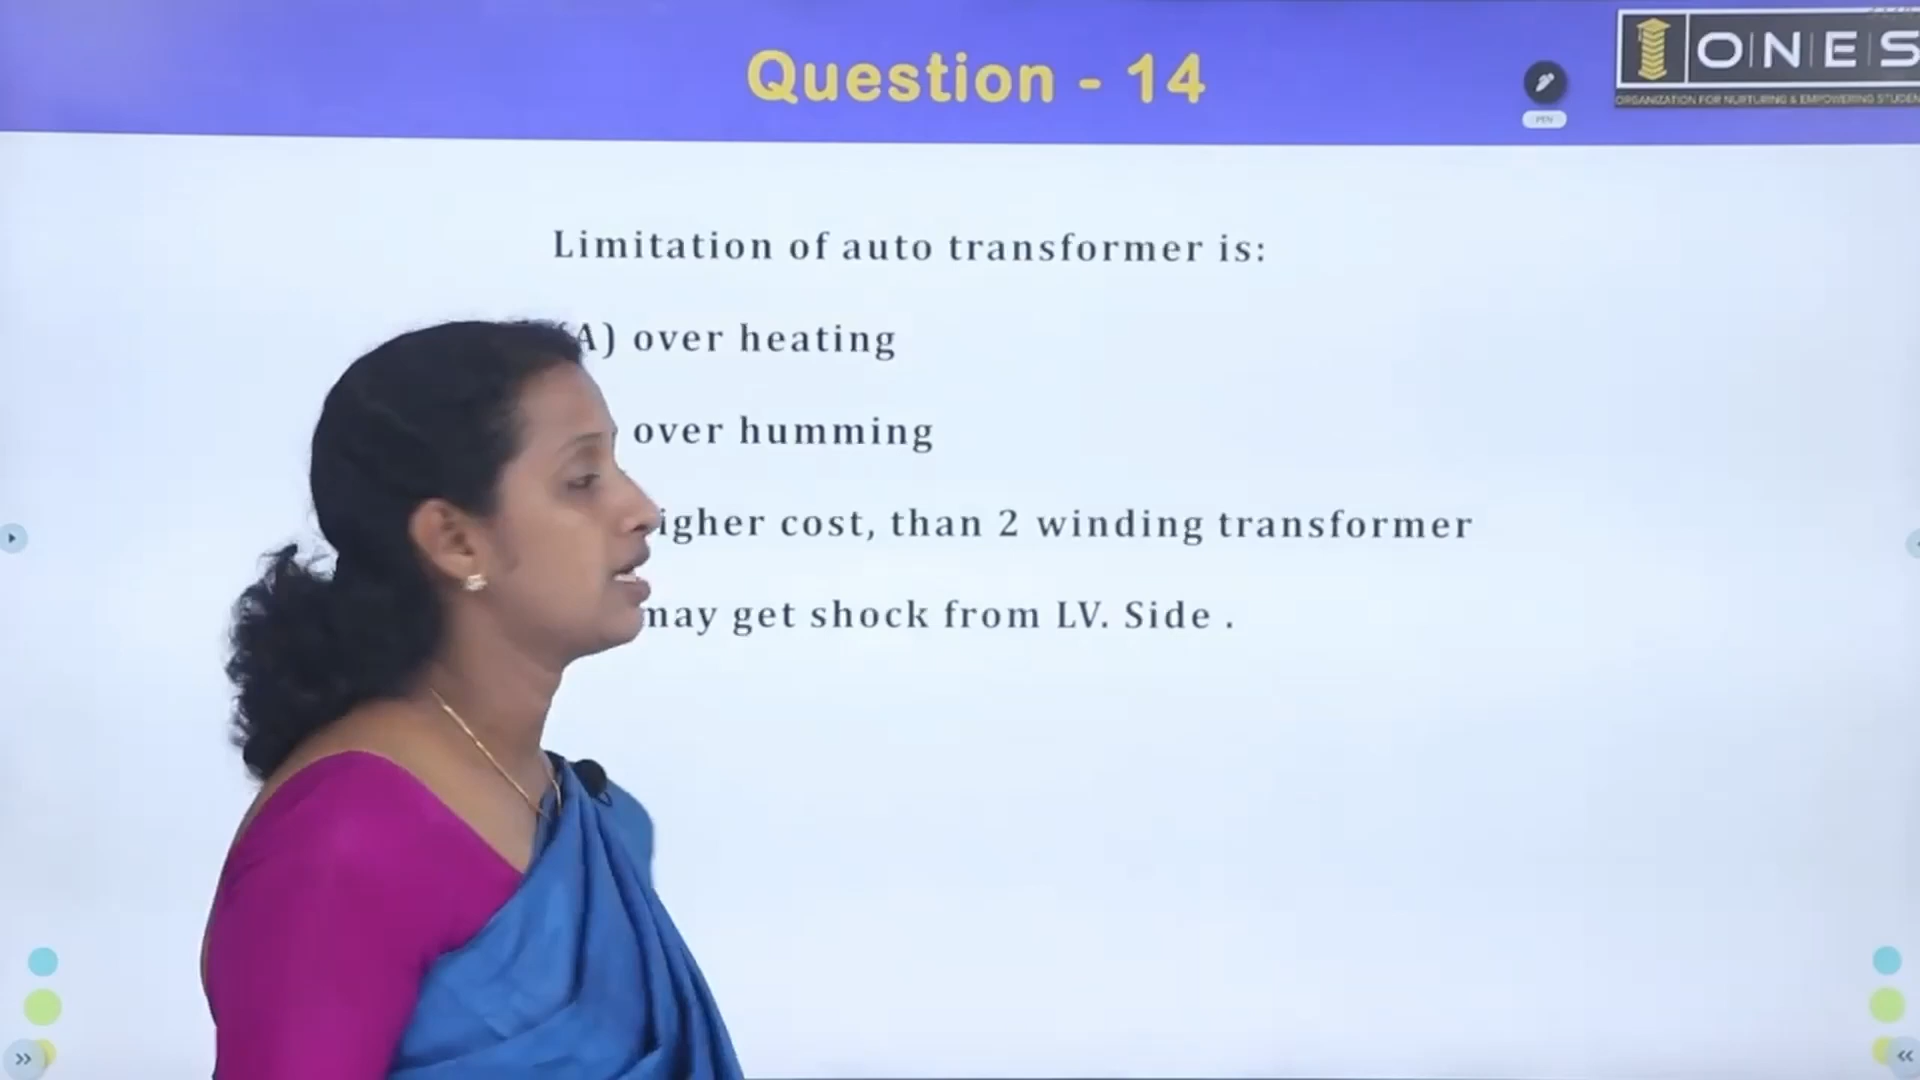 Question - 14
PEN
O|N|E|S
ORGANIZATION FOR NURTURING & EMPOWERING STUDEN
Limitation of auto transformer is:
A) over heating
over humming
igher cost, than 2 winding transformer
may get shock from LV. Side .